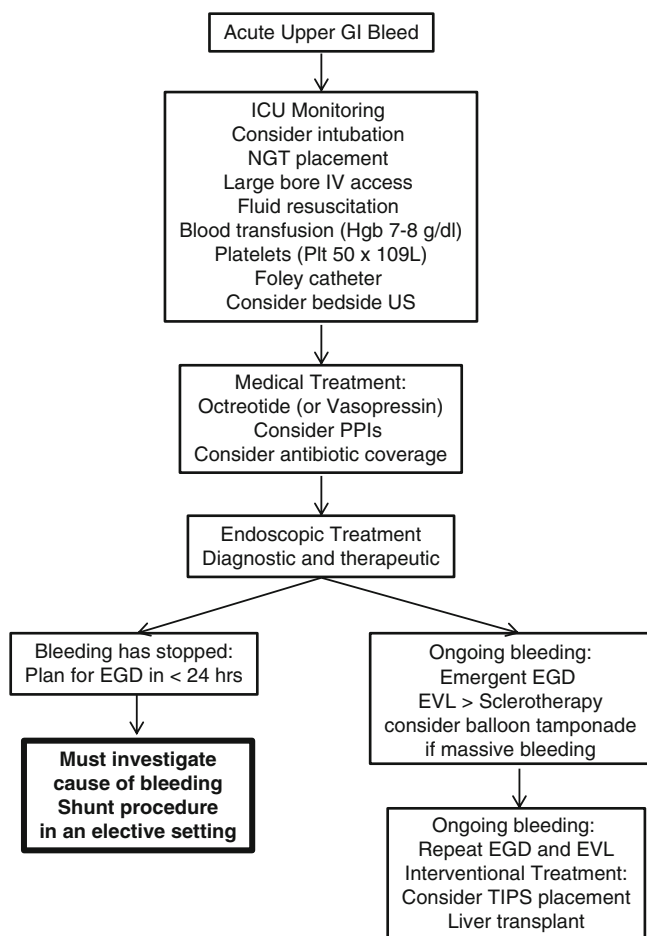 Acute Upper GI Bleed
ICU Monitoring
Consider intubation
NGT placement
Large bore IV access
Fluid resuscitation
Blood transfusion (Hgb 7-8 g/dl)
Platelets (Plt 50 x 109L)
Foley catheter
Consider bedside US
Medical Treatment:
Octreotide (or Vasopressin)
Consider PPIs
Consider antibiotic coverage
Endoscopic Treatment
Diagnostic and therapeutic
Bleeding has stopped:
Plan for EGD in < 24 hrs
Must investigate
cause of bleeding
Shunt procedure
in an elective setting
Ongoing bleeding:
Emergent EGD
EVL > Sclerotherapy
consider balloon tamponade
if massive bleeding
Ongoing bleeding:
Repeat EGD and EVL
Interventional Treatment:
Consider TIPS placement
Liver transplant